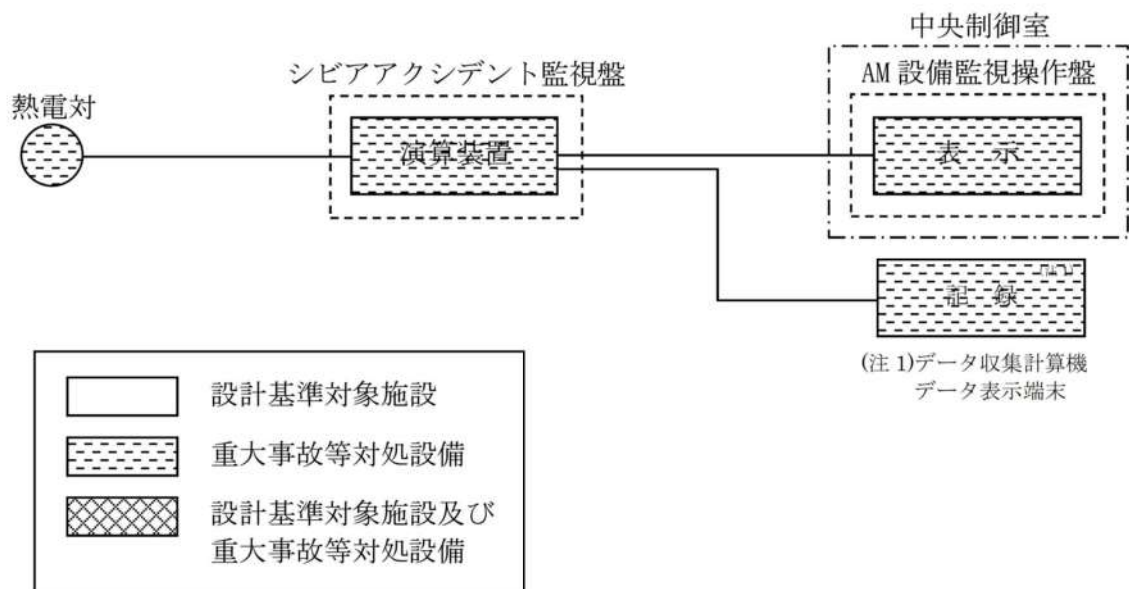 中央制御室
シビアアクシデント監視盤
AM 設備監視操作盤
熱電対
演算装置
表 示
記 録
(注 1)データ収集計算機
データ表示端末
設計基準対象施設
重大事故等対処設備
設計基準対象施設及び
重大事故等対処設備